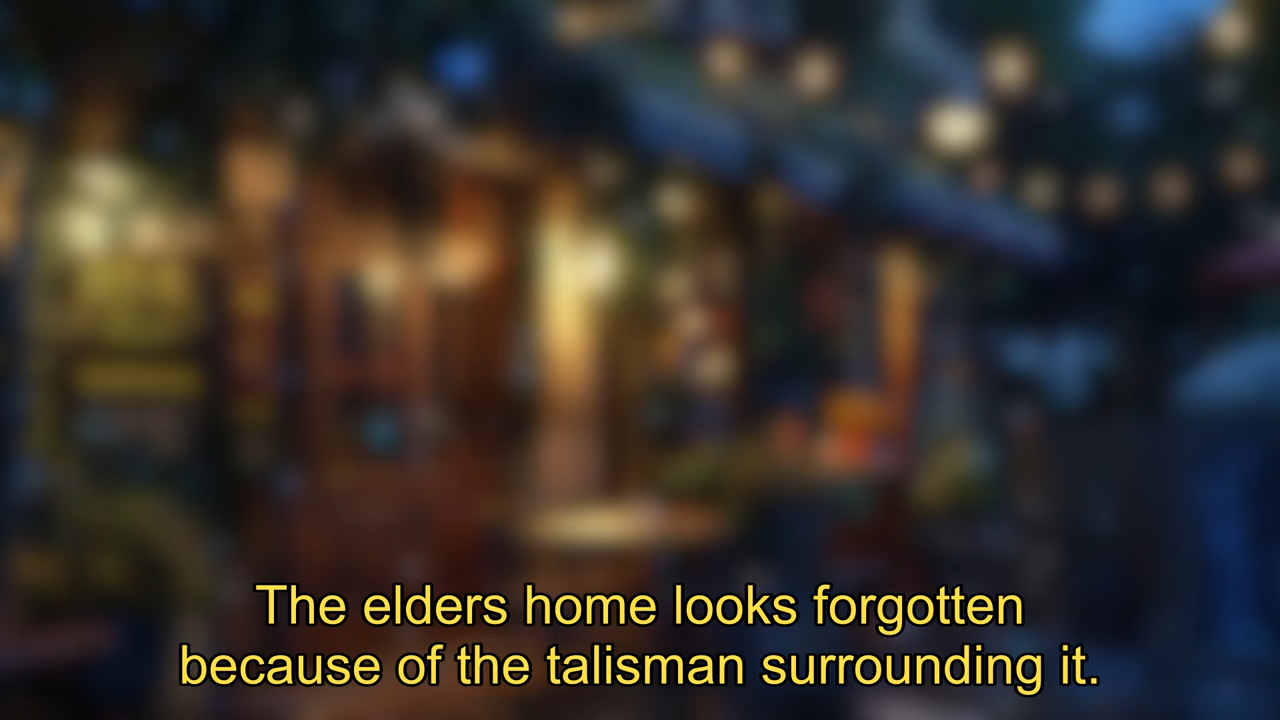 The elders home looks forgotten
because of the talisman surrounding it.